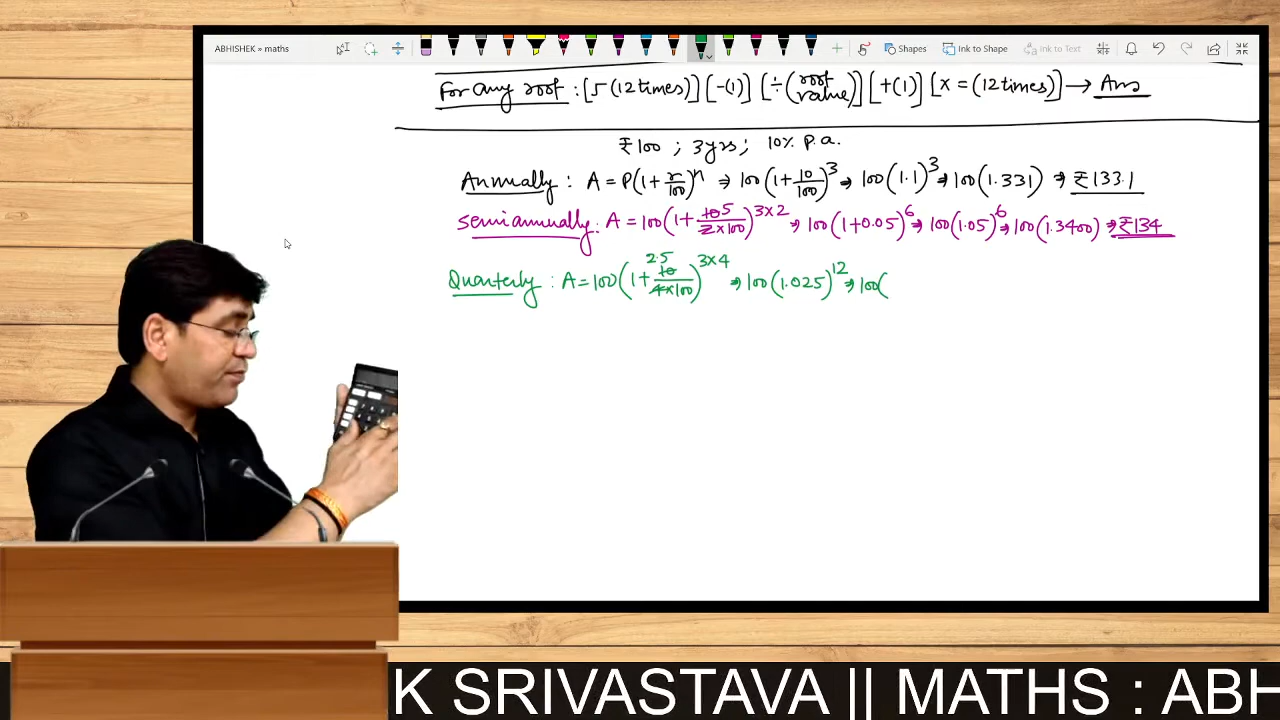 ABHISHEK » maths
Shapes Ink to Shape Ink to Text
For any root : [√(12 times)] [-(1)] [÷(root value)] [+(1)] [x = (12 times)] → Ans
₹100 ; 3yrs; 10% p.a.
Annually : A = P(1+r/100)^n ⇒ 100(1+10/100)^3 ⇒ 100(1.1)^3 ⇒ 100(1.331) ⇒ ₹133.1
Semiannually : A = 100(1+10 5/2×100)^3×2 ⇒ 100(1+0.05)^6 ⇒ 100(1.05)^6 ⇒ 100(1.3400) ⇒ ₹134
Quarterly : A = 100(1+2.5 10/4×100)^3×4 ⇒ 100(1.025)^12 ⇒ 100(
K SRIVASTAVA || MATHS : ABH